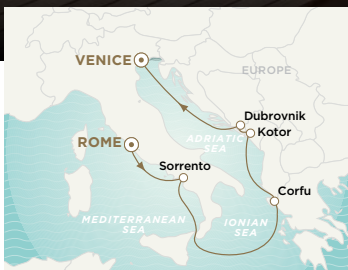 VENICE
EUROPE
Dubrovnik
Kotor
ADRIATIC
SEA
ROME
Sorrento
Corfu
MEDITERRANEAN
SEA
IONIAN
SEA